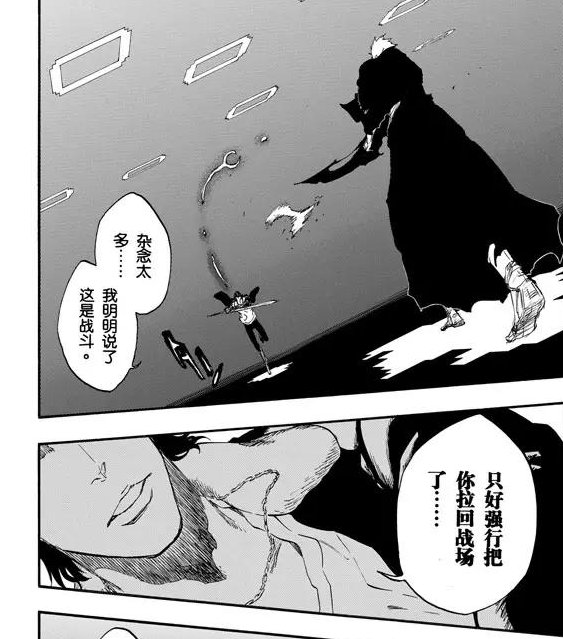 杂念太
多……
我明明说了
这是战斗。
只好强行把
你拉回战场
了……